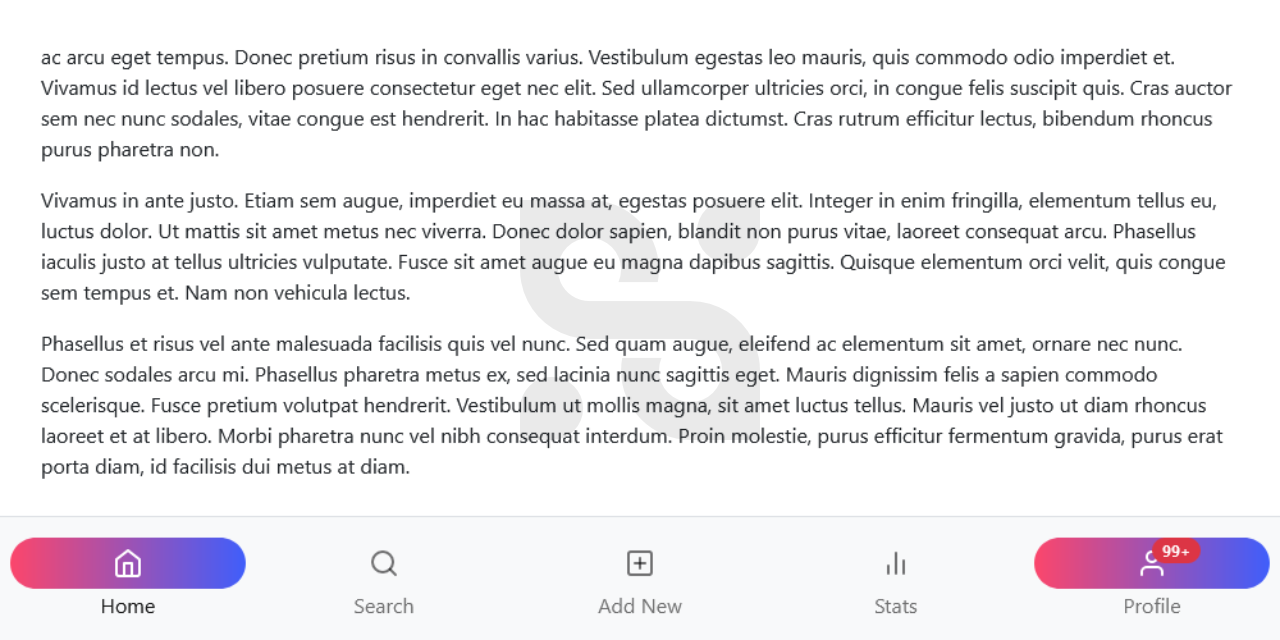 ac arcu eget tempus. Donec pretium risus in convallis varius. Vestibulum egestas leo mauris, quis commodo odio imperdiet et.
Vivamus id lectus vel libero posuere consectetur eget nec elit. Sed ullamcorper ultricies orci, in congue felis suscipit quis. Cras auctor
sem nec nunc sodales, vitae congue est hendrerit. In hac habitasse platea dictumst. Cras rutrum efficitur lectus, bibendum rhoncus
purus pharetra non.
Vivamus in ante justo. Etiam sem augue, imperdiet eu massa at, egestas posuere elit. Integer in enim fringilla, elementum tellus eu,
luctus dolor. Ut mattis sit amet metus nec viverra. Donec dolor sapien, blandit non purus vitae, laoreet consequat arcu. Phasellus
iaculis justo at tellus ultricies vulputate. Fusce sit amet augue eu magna dapibus sagittis. Quisque elementum orci velit, quis congue
sem tempus et. Nam non vehicula lectus.
Phasellus et risus vel ante malesuada facilisis quis vel nunc. Sed quam augue, eleifend ac elementum sit amet, ornare nec nunc.
Donec sodales arcu mi. Phasellus pharetra metus ex, sed lacinia nunc sagittis eget. Mauris dignissim felis a sapien commodo
scelerisque. Fusce pretium volutpat hendrerit. Vestibulum ut mollis magna, sit amet luctus tellus. Mauris vel justo ut diam rhoncus
laoreet et at libero. Morbi pharetra nunc vel nibh consequat interdum. Proin molestie, purus efficitur fermentum gravida, purus erat
porta diam, id facilisis dui metus at diam.
99+
Home
Search
Add New
Stats
Profile